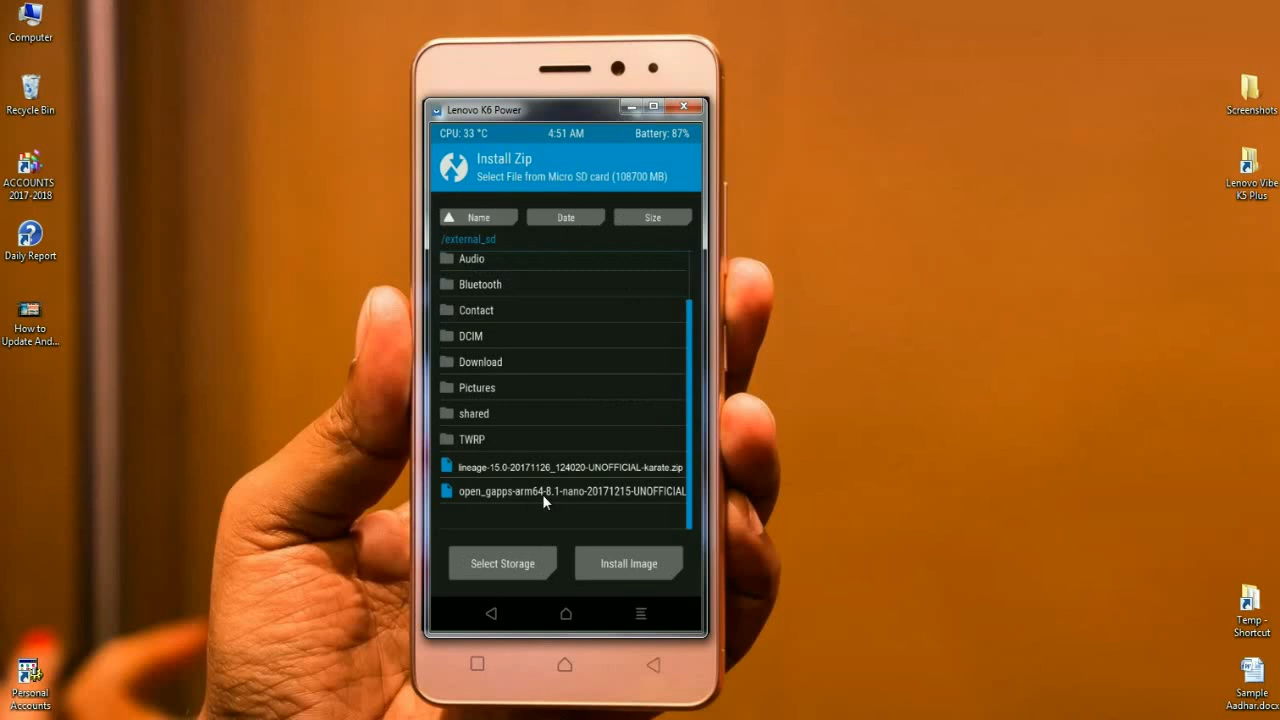 Computer
Recycle Bin
ACCOUNTS
2017-2018
Daily Report
How to
Update And...
Personal
Accounts
Lenovo K6 Power
CPU: 33 °C
4:51 AM
Battery: 87%
Install Zip
Select File from Micro SD card (108700 MB)
Name
Date
Size
/external_sd
Audio
Bluetooth
Contact
DCIM
Download
Pictures
shared
TWRP
lineage-15.0-20171126_124020-UNOFFICIAL-karate.zip
open_gapps-arm64-8.1-nano-20171215-UNOFFICIAL
Select Storage
Install Image
Screenshots
Lenovo Vibe
K5 Plus
Temp -
Shortcut
Sample
Aadhar.docx